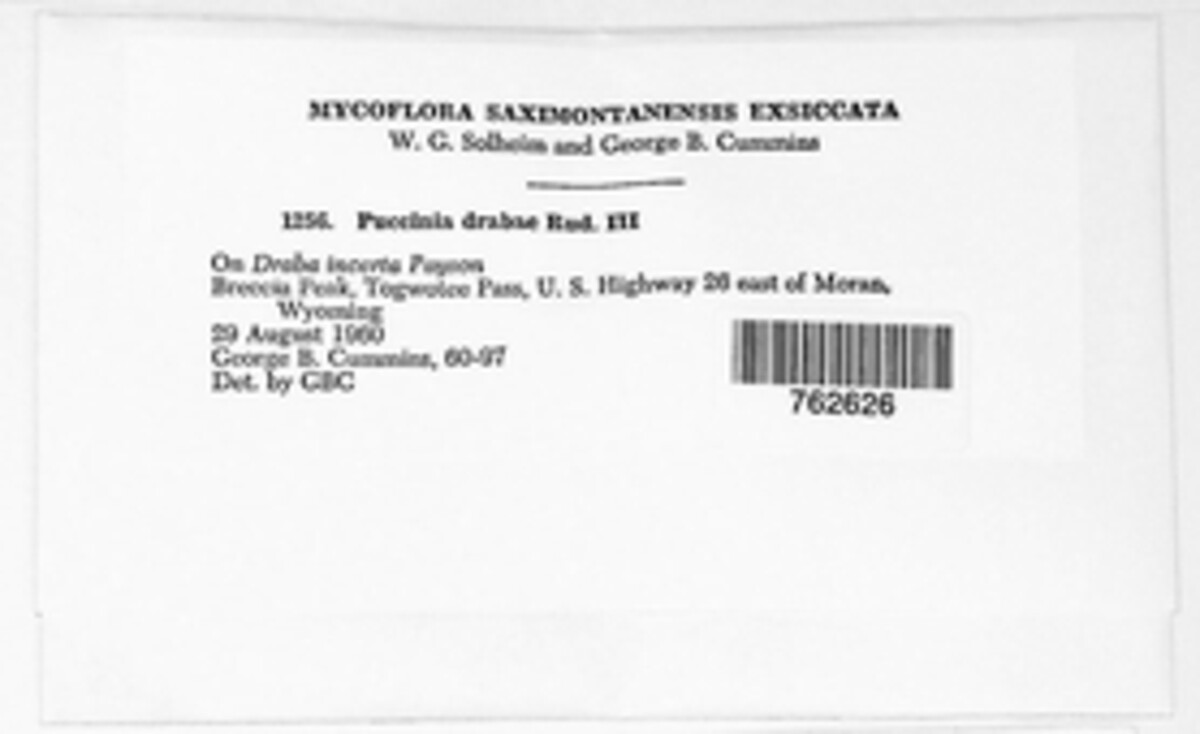 MYCOFLORA SAXIMONTANENSIS EXSICCATA
W. G. Solheim and George B. Cummins
1256. Puccinia drabae Rud. III
On Draba incerta Payson
Breccia Peak, Togwotee Pass, U. S. Highway 26 east of Moran,
Wyoming
29 August 1960
George B. Cummins, 60-97
Det. by GBC
762626